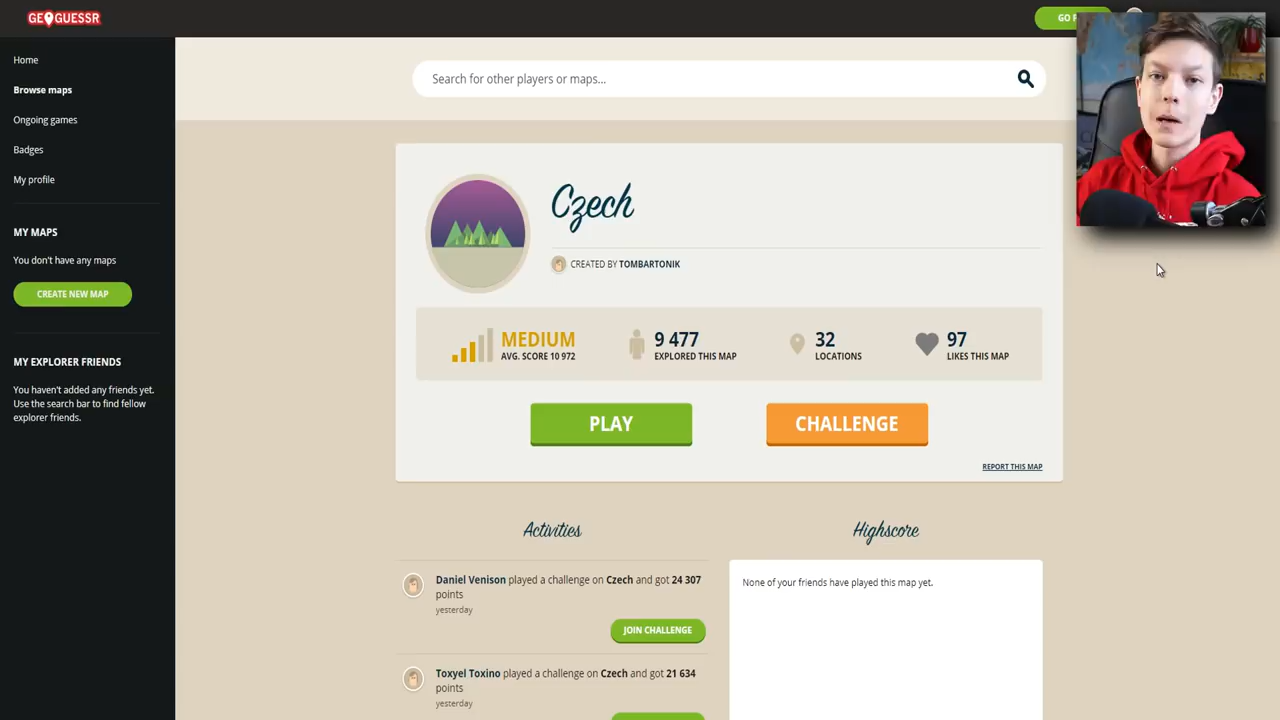 GEOGUESSR
GO P
Home
Browse maps
Ongoing games
Badges
My profile
MY MAPS
You don't have any maps
CREATE NEW MAP
MY EXPLORER FRIENDS
You haven't added any friends yet.
Use the search bar to find fellow
explorer friends.
Search for other players or maps...
Czech
CREATED BY TOMBARTONIK
MEDIUM
AVG. SCORE 10 972
9 477
EXPLORED THIS MAP
32
LOCATIONS
97
LIKES THIS MAP
PLAY
CHALLENGE
REPORT THIS MAP
Activities
Daniel Venison played a challenge on Czech and got 24 307
points
yesterday
JOIN CHALLENGE
Toxyel Toxino played a challenge on Czech and got 21 634
points
yesterday
Highscore
None of your friends have played this map yet.